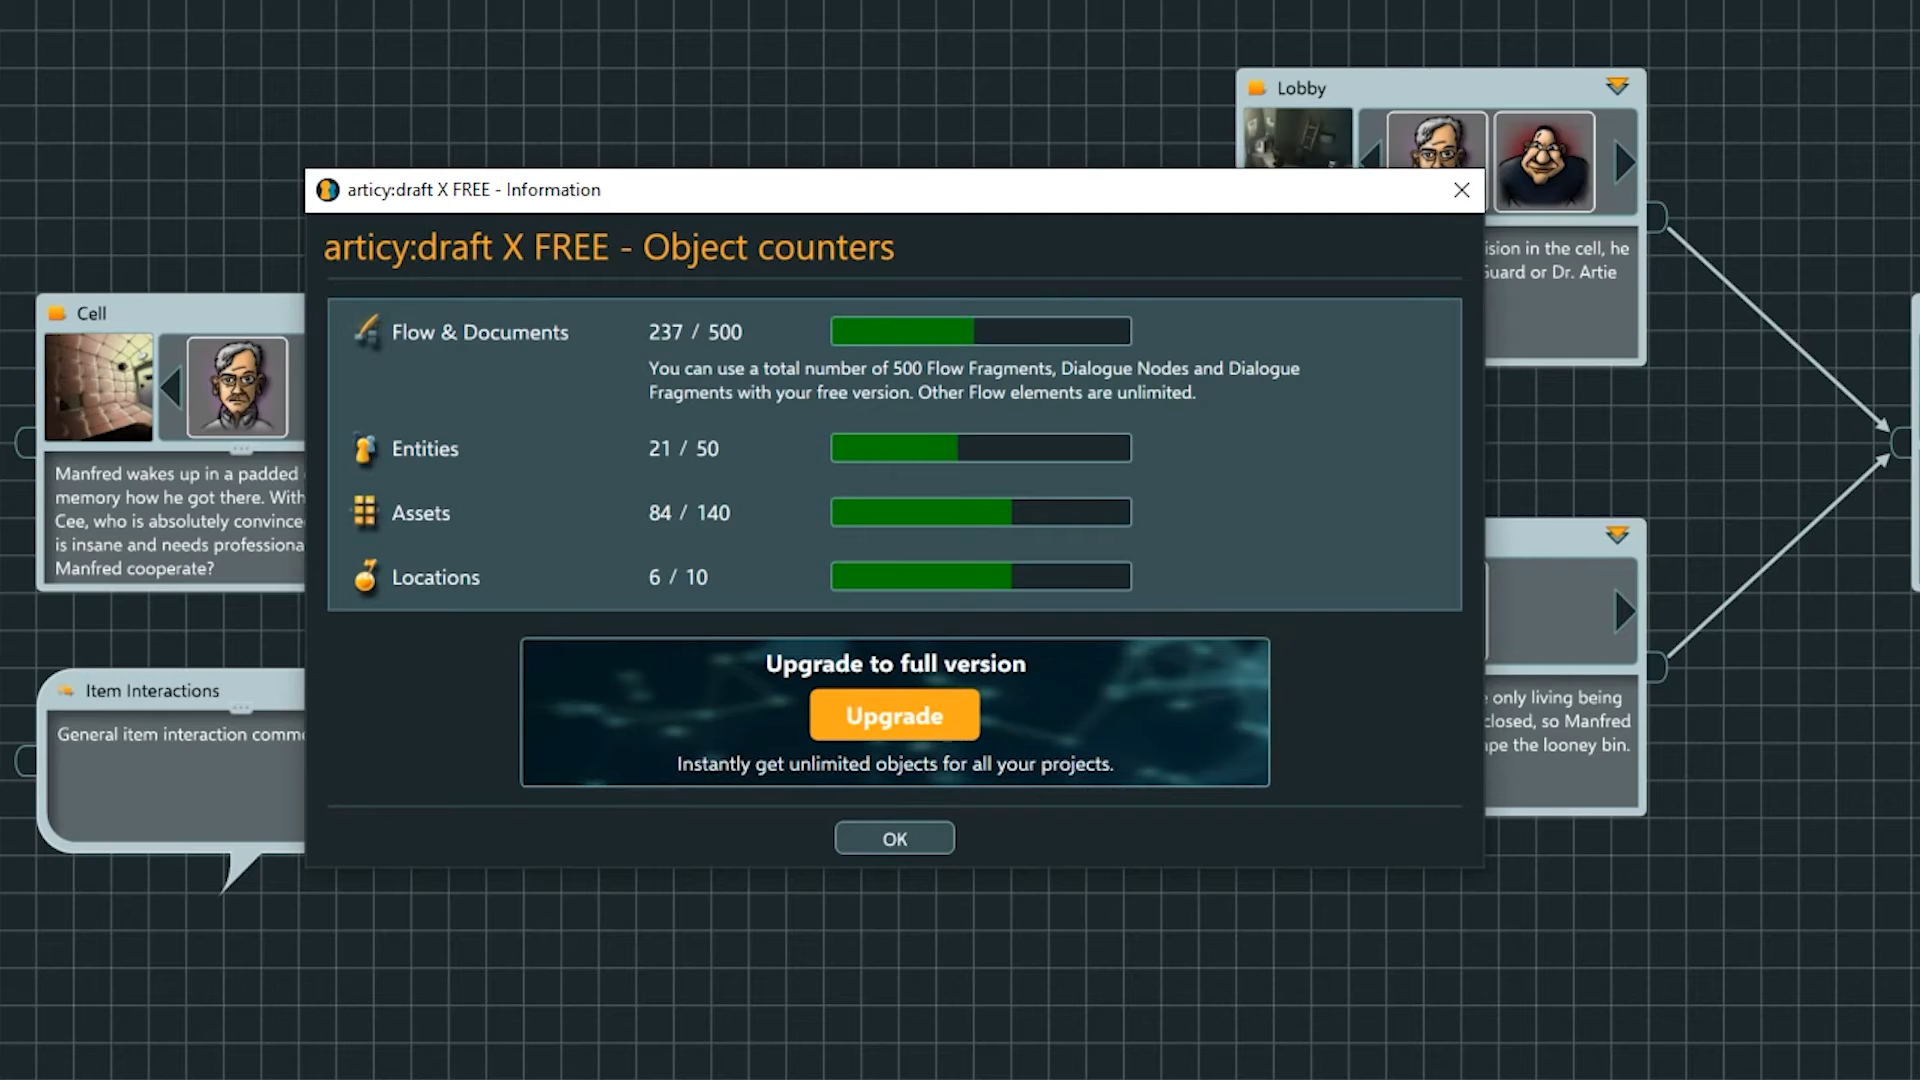 Lobby
articy:draft X FREE - Information
articy:draft X FREE - Object counters
ision in the cell, he
Guard or Dr. Artie
Cell
Flow & Documents 237 / 500
You can use a total number of 500 Flow Fragments, Dialogue Nodes and Dialogue
Fragments with your free version. Other Flow elements are unlimited.
Entities 21 / 50
Assets 84 / 140
Locations 6 / 10
Manfred wakes up in a padded
memory how he got there. With
Cee, who is absolutely convince
is insane and needs professiona
Manfred cooperate?
Upgrade to full version
Upgrade
Instantly get unlimited objects for all your projects.
OK
Item Interactions
General item interaction comm
only living being
closed, so Manfred
ape the looney bin.